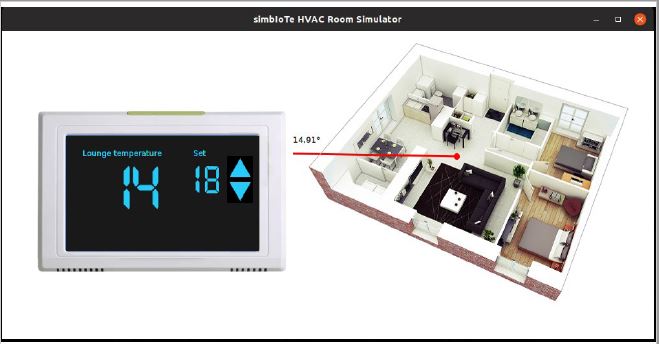 simbIoTe HVAC Room Simulator
Lounge temperature
Set
14
18
14.91°